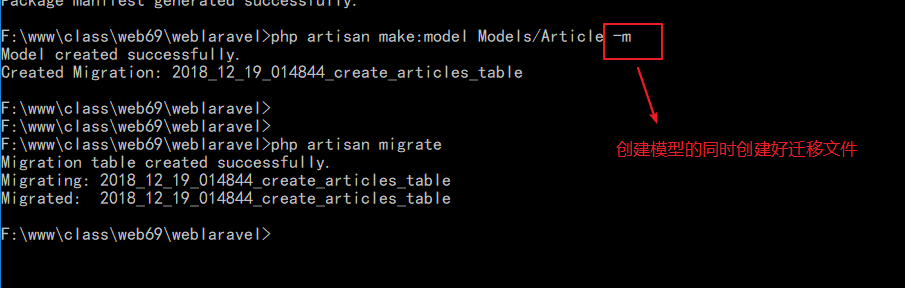 Package manifest generated successfully.
F:\www\class\web69\weblaravel>php artisan make:model Models/Article -m
Model created successfully.
Created Migration: 2018_12_19_014844_create_articles_table
F:\www\class\web69\weblaravel>
F:\www\class\web69\weblaravel>
F:\www\class\web69\weblaravel>php artisan migrate
创建模型的同时创建好迁移文件
Migration table created successfully.
Migrating: 2018_12_19_014844_create_articles_table
Migrated:  2018_12_19_014844_create_articles_table
F:\www\class\web69\weblaravel>